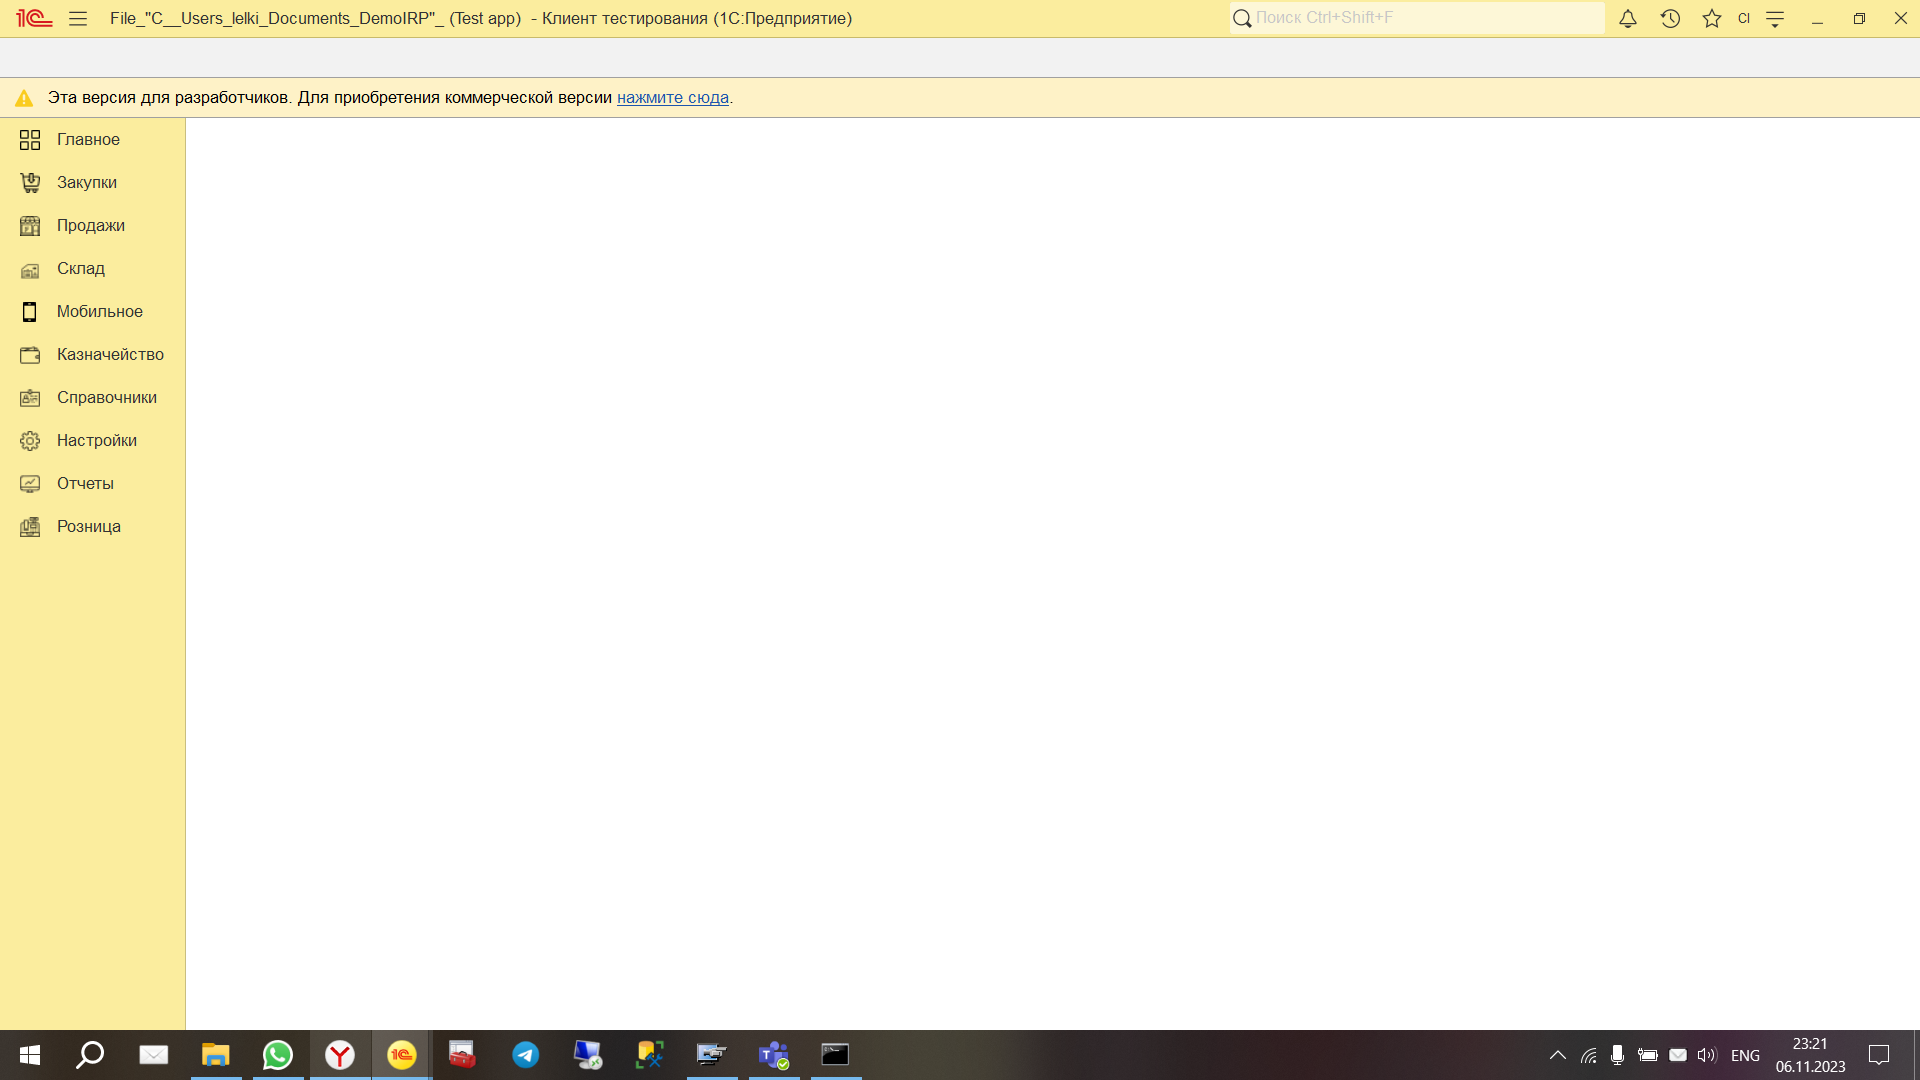 File_"C__Users_lelki_Documents_DemoIRP"_ (Test app) - Клиент тестирования (1С:Предприятие)
Поиск Ctrl+Shift+F
CI
Эта версия для разработчиков. Для приобретения коммерческой версии нажмите сюда.
Главное
Закупки
Продажи
Склад
Мобильное
Казначейство
Справочники
Настройки
Отчеты
Розница
ENG
23:21
06.11.2023